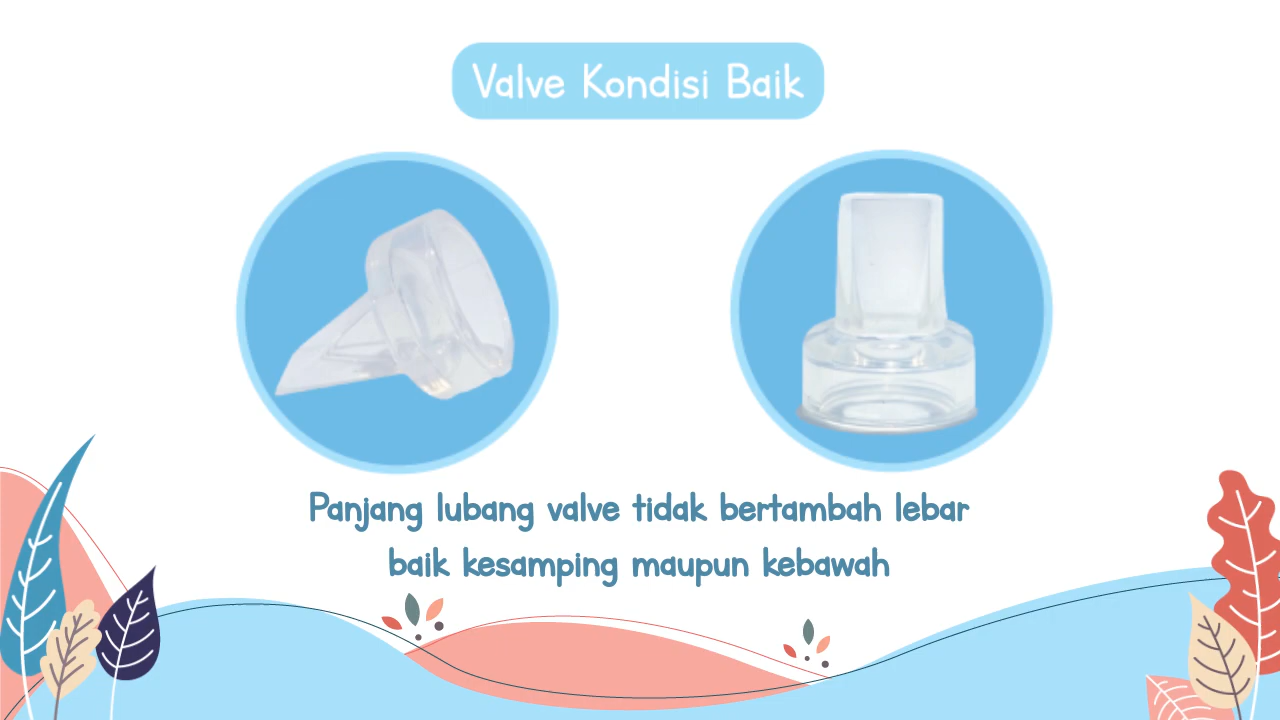 Valve Kondisi Baik
Panjang lubang valve tidak bertambah lebar
baik kesamping maupun kebawah